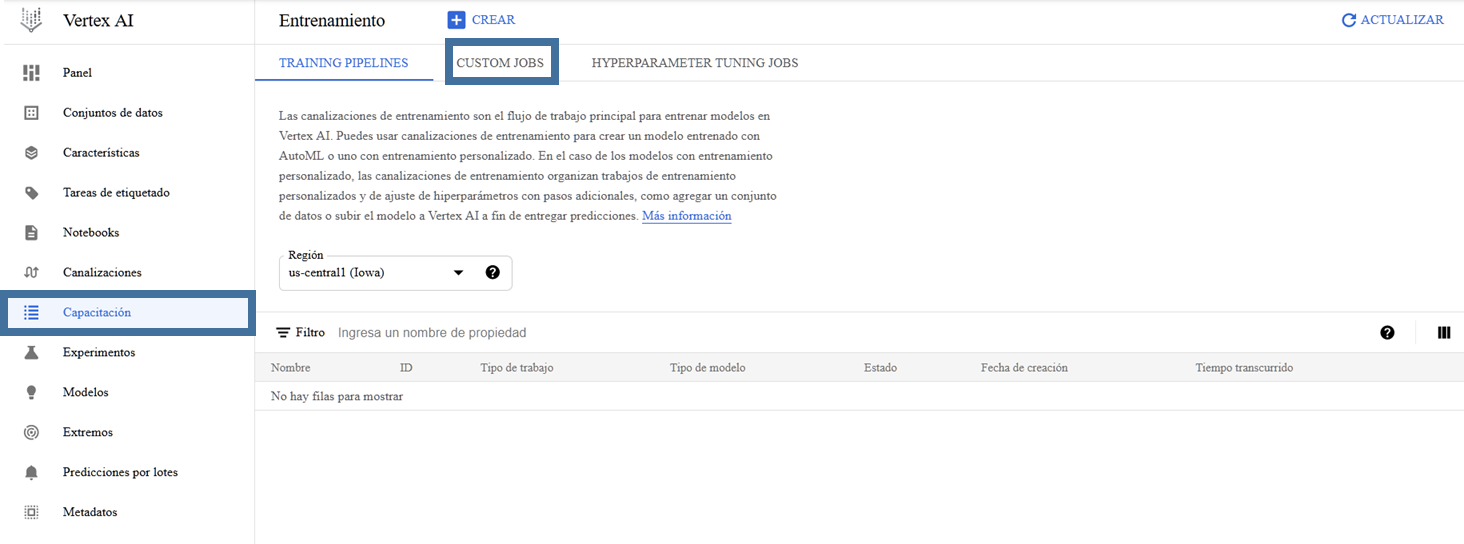 Vertex AI
Entrenamiento
CREAR
ACTUALIZAR
TRAINING PIPELINES
CUSTOM JOBS
HYPERPARAMETER TUNING JOBS
Panel
Conjuntos de datos
Características
Tareas de etiquetado
Notebooks
Canalizaciones
Capacitación
Experimentos
Modelos
Extremos
Predicciones por lotes
Metadatos
Las canalizaciones de entrenamiento son el flujo de trabajo principal para entrenar modelos en
Vertex AI. Puedes usar canalizaciones de entrenamiento para crear un modelo entrenado con
AutoML o uno con entrenamiento personalizado. En el caso de los modelos con entrenamiento
personalizado, las canalizaciones de entrenamiento organizan trabajos de entrenamiento
personalizados y de ajuste de hiperparámetros con pasos adicionales, como agregar un conjunto
de datos o subir el modelo a Vertex AI a fin de entregar predicciones. Más información
Región
us-central1 (Iowa)
Filtro Ingresa un nombre de propiedad
Nombre ID Tipo de trabajo Tipo de modelo Estado Fecha de creación Tiempo transcurrido
No hay filas para mostrar